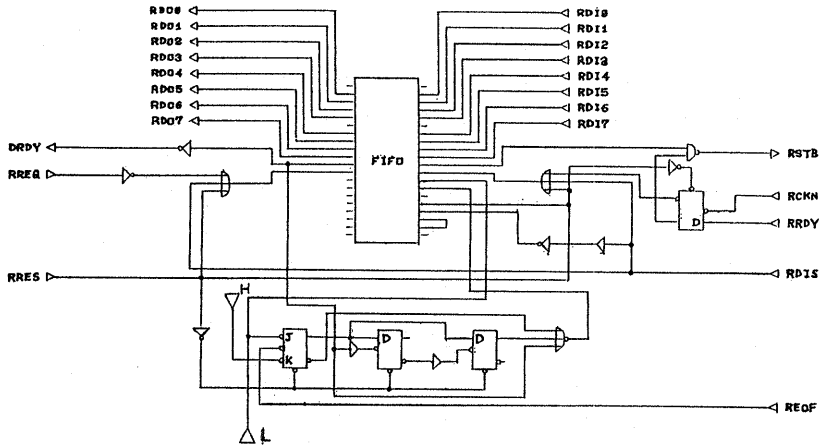 RDO0
RDO1
RDO2
RDO3
RDO4
RDO5
RDO6
RDO7
DRDY
RREQ
RRES
FIFO
RDI0
RDI1
RDI2
RDI3
RDI4
RDI5
RDI6
RDI7
RSTB
RCKN
RRDY
D
RDIS
H
J
K
D
D
REOF
L